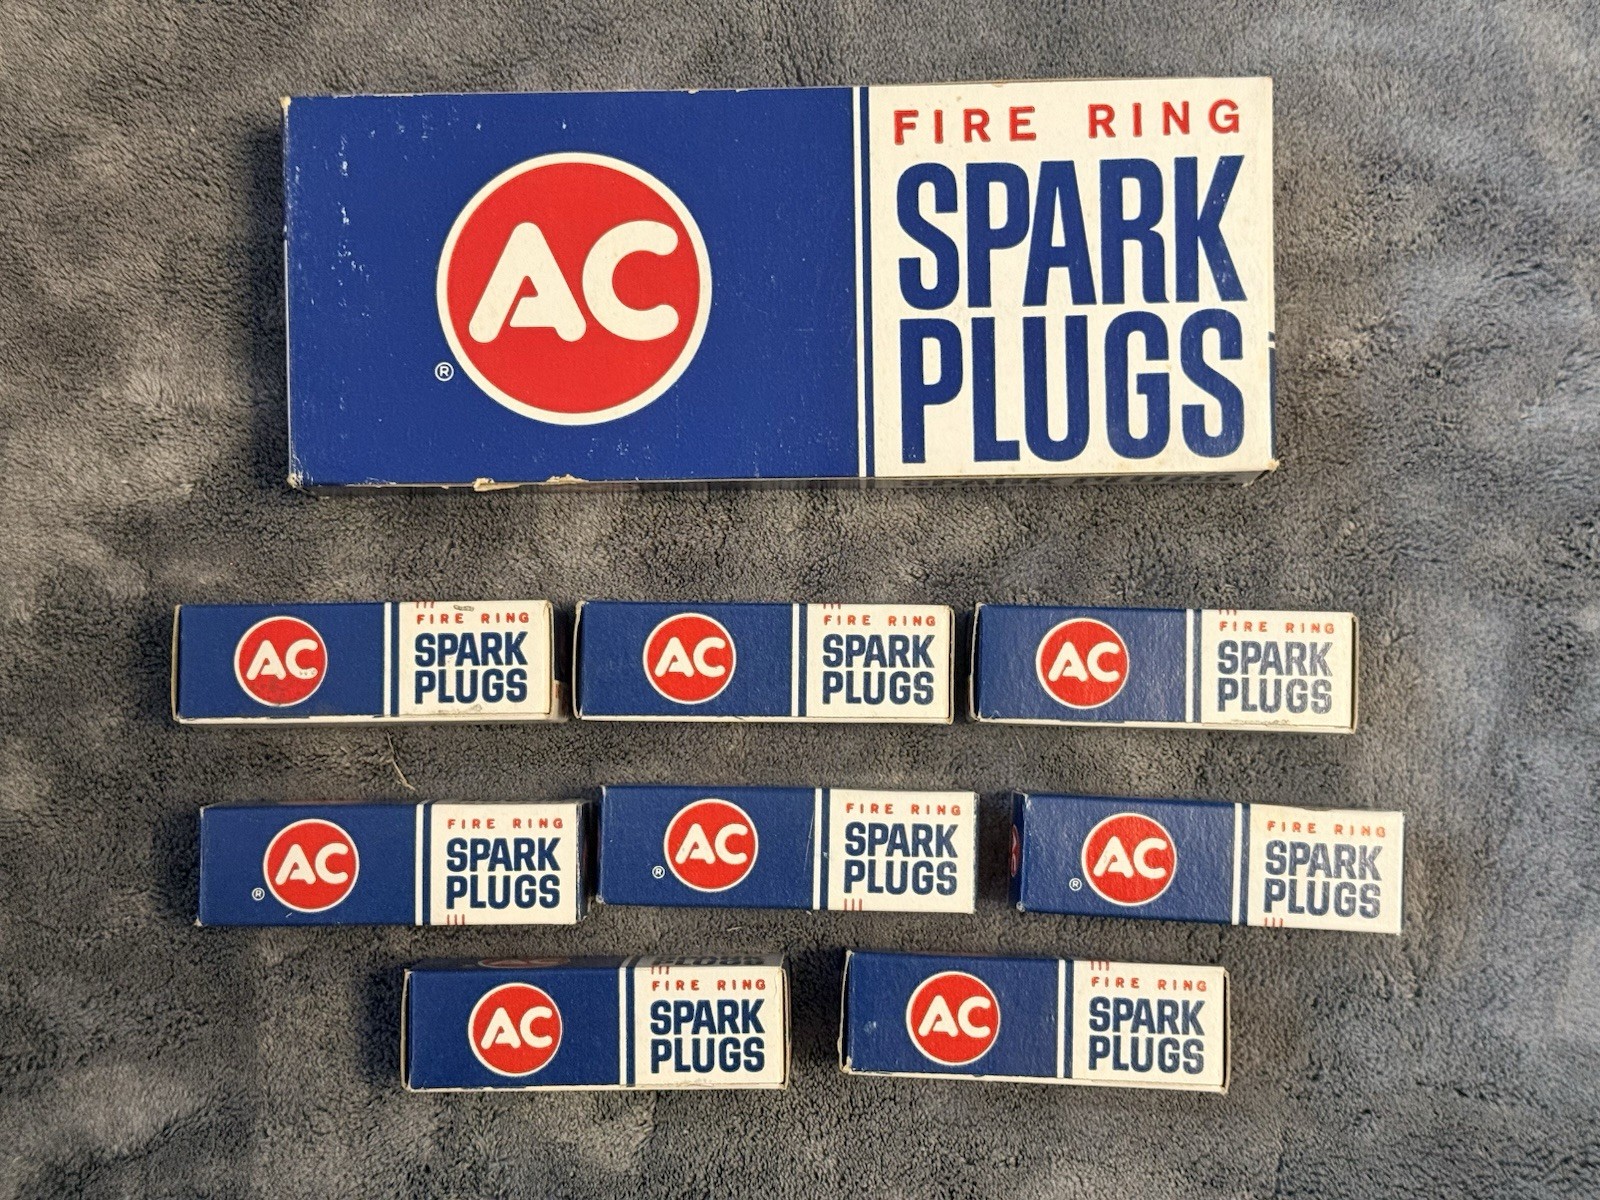 AC
®
FIRE RING
SPARK
PLUGS
AC
FIRE RING
SPARK
PLUGS
AC
FIRE RING
SPARK
PLUGS
AC
FIRE RING
SPARK
PLUGS
AC
®
FIRE RING
SPARK
PLUGS
AC
®
FIRE RING
SPARK
PLUGS
AC
®
FIRE RING
SPARK
PLUGS
AC
FIRE RING
SPARK
PLUGS
AC
FIRE RING
SPARK
PLUGS